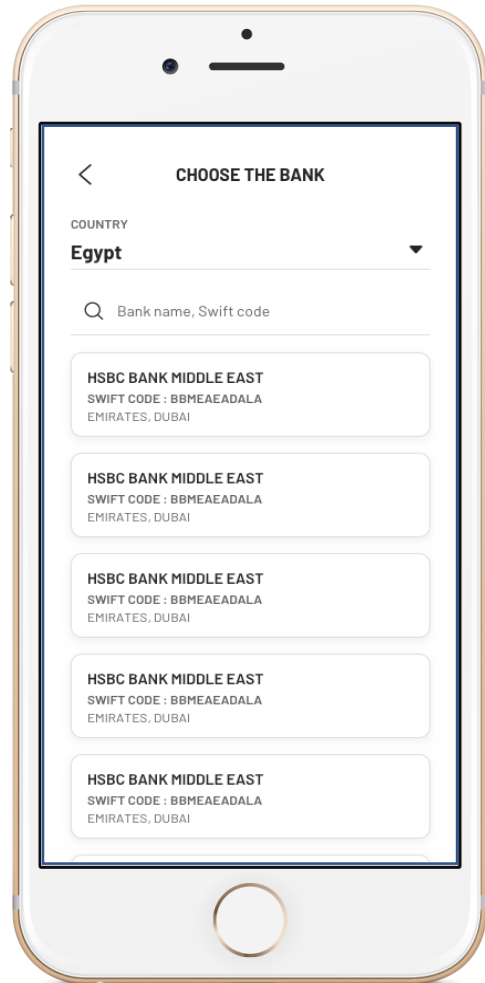 CHOOSE THE BANK
COUNTRY
Egypt
Bank name, Swift code
HSBC BANK MIDDLE EAST
SWIFT CODE : BBMEAEADALA
EMIRATES, DUBAI
HSBC BANK MIDDLE EAST
SWIFT CODE : BBMEAEADALA
EMIRATES, DUBAI
HSBC BANK MIDDLE EAST
SWIFT CODE : BBMEAEADALA
EMIRATES, DUBAI
HSBC BANK MIDDLE EAST
SWIFT CODE : BBMEAEADALA
EMIRATES, DUBAI
HSBC BANK MIDDLE EAST
SWIFT CODE : BBMEAEADALA
EMIRATES, DUBAI